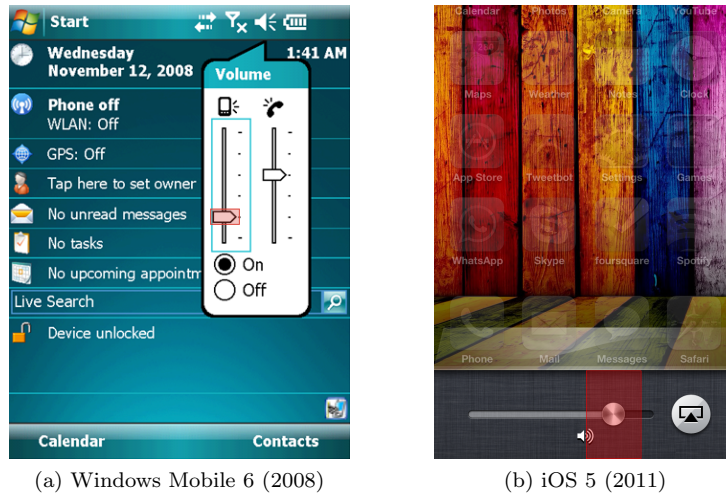 Start
Wednesday
November 12, 2008
1:41 AM
Volume
Phone off
WLAN: Off
GPS: Off
Tap here to set owner
No unread messages
No tasks
No upcoming appointm
On
Off
Live Search
Device unlocked
Calendar
Contacts
(a) Windows Mobile 6 (2008)
Calendar Photos Camera YouTube
Maps Weather Notes Clock
App Store Tweetbot Settings Games
WhatsApp Skype foursquare Spotify
Phone Mail Messages Safari
(b) iOS 5 (2011)